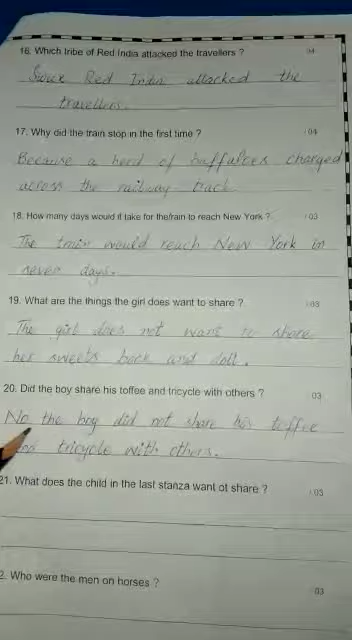 16. Which tribe of Red India attacked the travellers ? 04
Soux Red India attacked the
travellers.
17. Why did the train stop in the first time ? 04
Because a herd of buffaloes charged
across the railway track
18. How many days would it take for the train to reach New York ? 03
The train would reach New York in
seven days.
19. What are the things the girl does want to share ? 03
The girl does not want to share
her sweets book and doll.
20. Did the boy share his toffee and tricycle with others ? 03
No the boy did not share his toffee
tricycle with others.
21. What does the child in the last stanza want ot share ? 03
2. Who were the men on horses ? 03